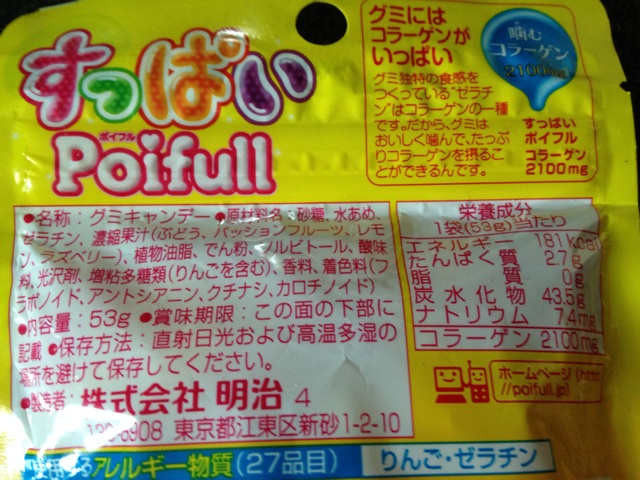 すっぱい
ポイフル
Poifull
グミには
コラーゲンが
いっぱい
グミ独特の食感を
つくっている"ゼラチ
ン"はコラーゲンの一種
です。だから、グミは
おいしく噛んで、たっぷ
りコラーゲンを摂るこ
とができるんです。
噛む
コラーゲン
2100mg
すっぱい
ポイフル
コラーゲン
2100mg
●名称：グミキャンデー●原材料名：砂糖、水あめ、
ゼラチン、濃縮果汁(ぶどう、パッションフルーツ、レモ
ン、ラズベリー)、植物油脂、でん粉、ソルビトール、酸味
料、光沢剤、増粘多糖類(りんごを含む)、香料、着色料(フ
ラボノイド、アントシアニン、クチナシ、カロチノイド)
●内容量：53g ●賞味期限：この面の下部に
記載 ●保存方法：直射日光および高温多湿の
場所を避けて保存してください。
●製造者：株式会社 明治 4
6908 東京都江東区新砂1-2-10
栄養成分
1袋(53g)当たり
エネルギー 181kcal
たんぱく質 2.7g
脂質 0g
炭水化物 43.5g
ナトリウム 7.4mg
コラーゲン 2100mg
ホームページ(http:
//poifull.jp)
アレルギー物質(27品目) りんご・ゼラチン